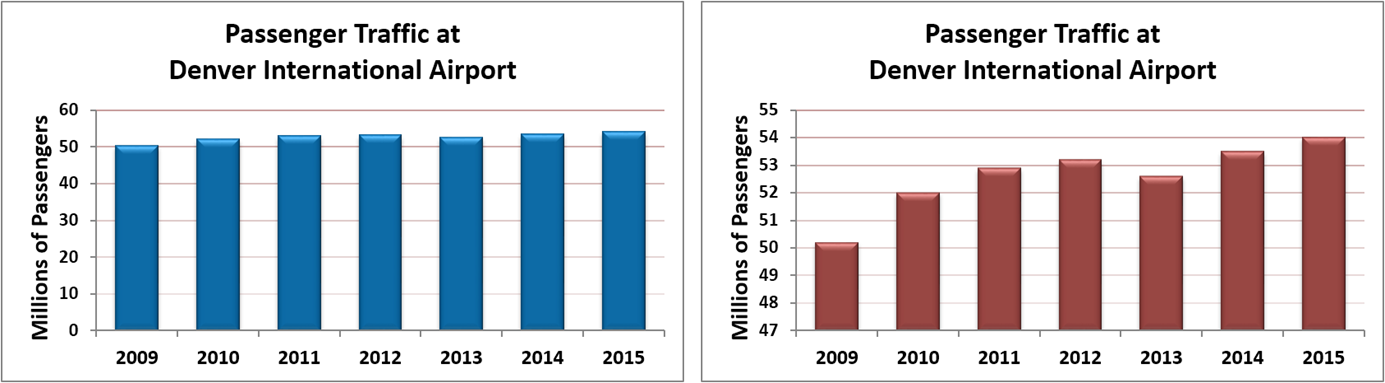 Passenger Traffic at
Denver International Airport
Millions of Passengers
60
50
40
30
20
10
0
2009 2010 2011 2012 2013 2014 2015
Passenger Traffic at
Denver International Airport
Millions of Passengers
55
54
53
52
51
50
49
48
47
2009 2010 2011 2012 2013 2014 2015